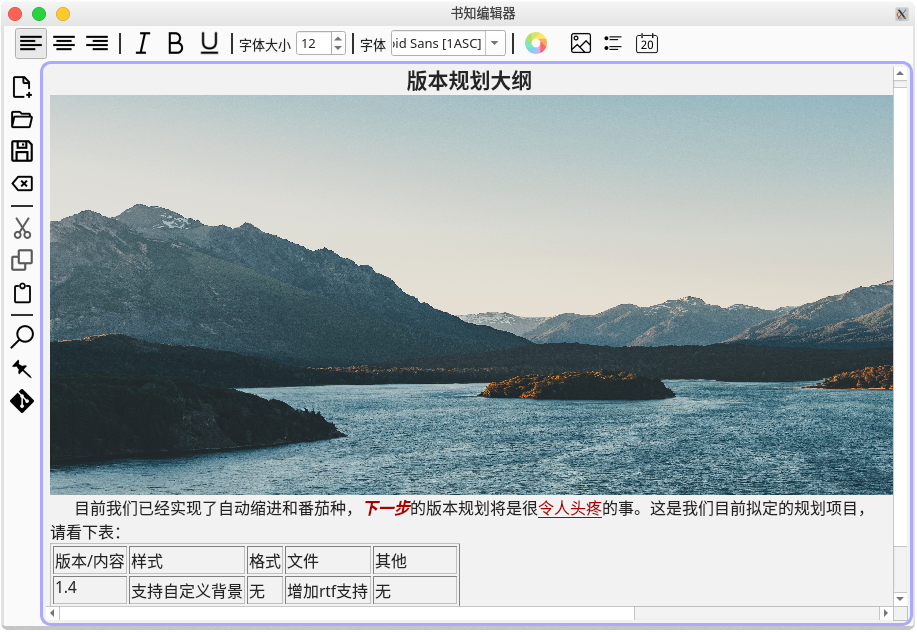 书知编辑器
字体大小 12 字体 oid Sans [1ASC]
20
版本规划大纲
目前我们已经实现了自动缩进和番茄种，下一步的版本规划将是很令人头疼的事。这是我们目前拟定的规划项目，
请看下表：
版本/内容 样式 格式 文件 其他
1.4 支持自定义背景 无 增加rtf支持 无